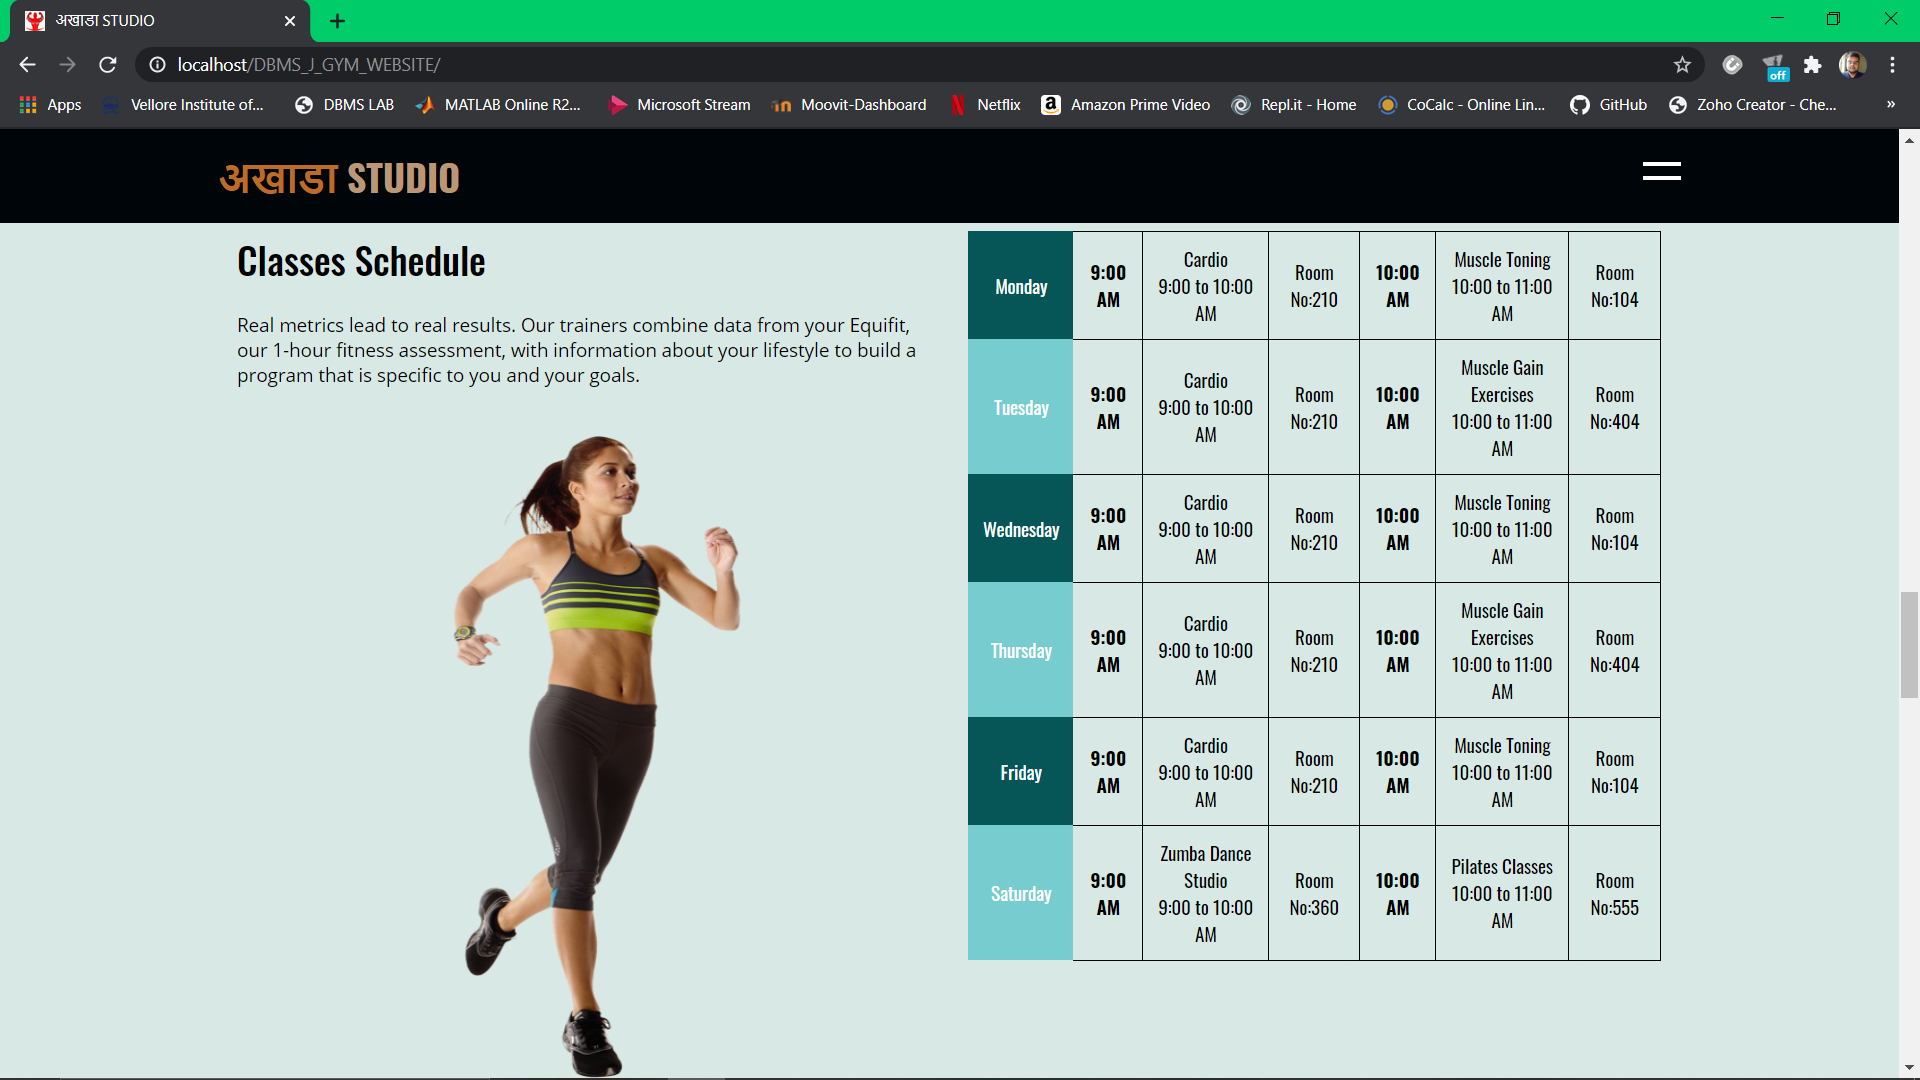 अखाडा STUDIO
localhost/DBMS_J_GYM_WEBSITE/
off
Apps
Vellore Institute of...
DBMS LAB
MATLAB Online R2...
Microsoft Stream
Moovit-Dashboard
Netflix
Amazon Prime Video
Repl.it - Home
CoCalc - Online Lin...
GitHub
Zoho Creator - Che...
»
अखाडा STUDIO
Classes Schedule
Real metrics lead to real results. Our trainers combine data from your Equifit,
our 1-hour fitness assessment, with information about your lifestyle to build a
program that is specific to you and your goals.
Monday
9:00
AM
Cardio
9:00 to 10:00
AM
Room
No:210
10:00
AM
Muscle Toning
10:00 to 11:00
AM
Room
No:104
Tuesday
9:00
AM
Cardio
9:00 to 10:00
AM
Room
No:210
10:00
AM
Muscle Gain
Exercises
10:00 to 11:00
AM
Room
No:404
Wednesday
9:00
AM
Cardio
9:00 to 10:00
AM
Room
No:210
10:00
AM
Muscle Toning
10:00 to 11:00
AM
Room
No:104
Thursday
9:00
AM
Cardio
9:00 to 10:00
AM
Room
No:210
10:00
AM
Muscle Gain
Exercises
10:00 to 11:00
AM
Room
No:404
Friday
9:00
AM
Cardio
9:00 to 10:00
AM
Room
No:210
10:00
AM
Muscle Toning
10:00 to 11:00
AM
Room
No:104
Saturday
9:00
AM
Zumba Dance
Studio
9:00 to 10:00
AM
Room
No:360
10:00
AM
Pilates Classes
10:00 to 11:00
AM
Room
No:555